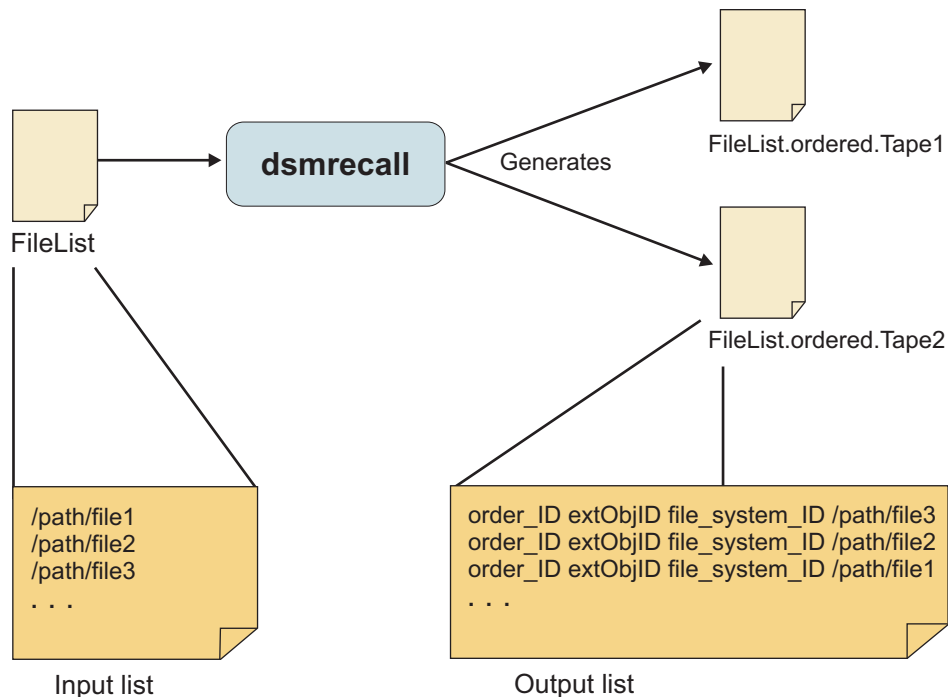 FileList.ordered.Tape1
dsmrecall
Generates
FileList
FileList.ordered.Tape2
/path/file1
/path/file2
/path/file3
. . .
Input list
order_ID extObjID file_system_ID /path/file3
order_ID extObjID file_system_ID /path/file2
order_ID extObjID file_system_ID /path/file1
. . .
Output list